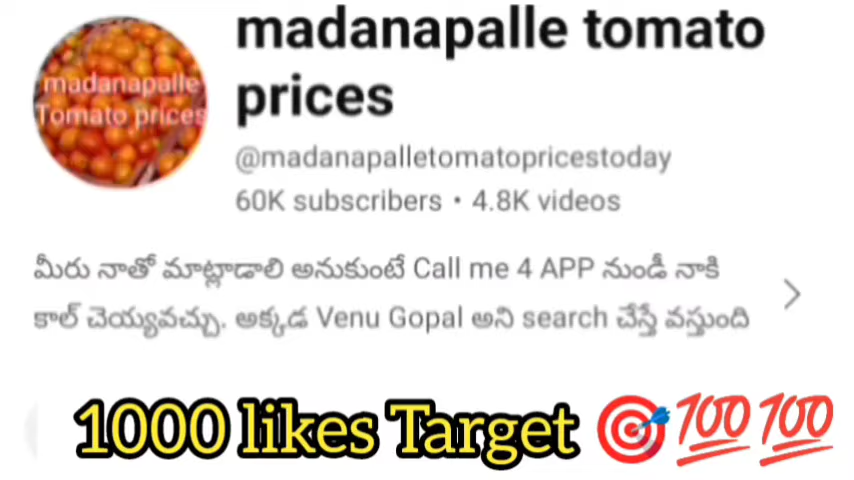 madanapalle tomato
prices
madanapalle
Tomato prices
@madanapalletomatopricestoday
60K subscribers • 4.8K videos
మీరు నాతో మాట్లాడాలి అనుకుంటే Call me 4 APP నుండీ నాకి
కాల్ చెయ్యవచ్చు. అక్కడ Venu Gopal అని search చేస్తే వస్తుంది
1000 likes Target 🎯💯💯